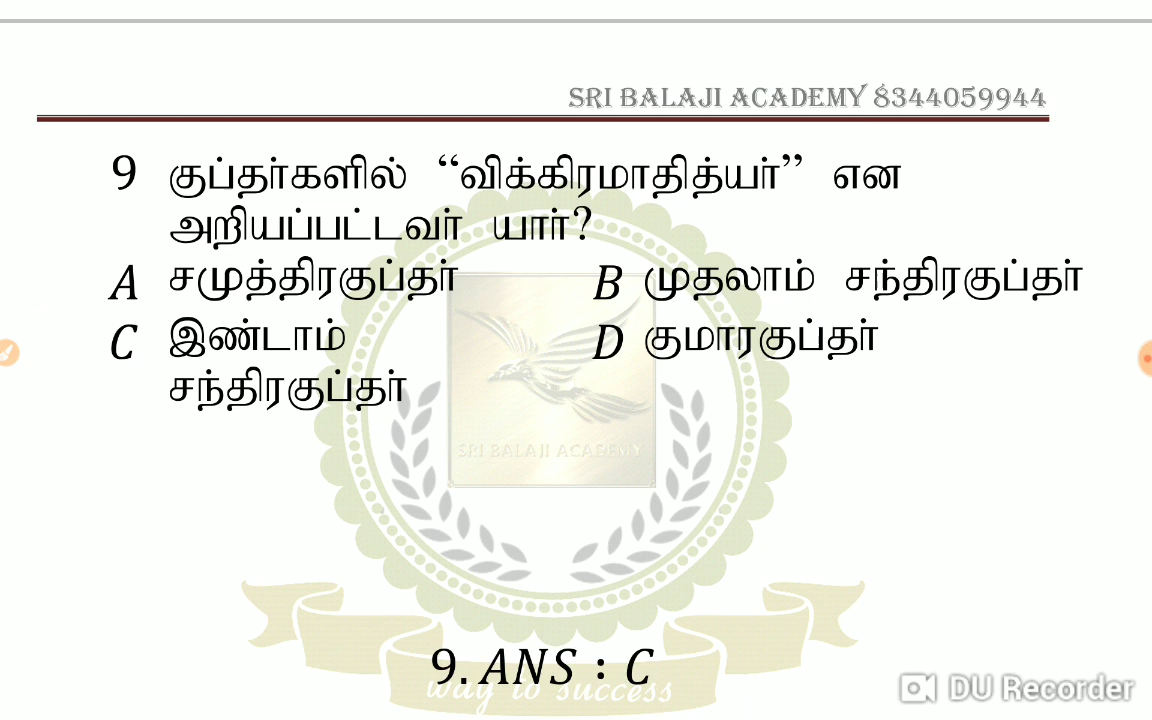 SRI BALAJI ACADEMY 8344059944
9 குப்தர்களில் “விக்கிரமாதித்யர்” என
அறியப்பட்டவர் யார்?
A சமுத்திரகுப்தர் B முதலாம் சந்திரகுப்தர்
C இண்டாம் D குமாரகுப்தர்
சந்திரகுப்தர்
SRI BALAJI ACADEMY
9. ANS : C
way to success
DU Recorder